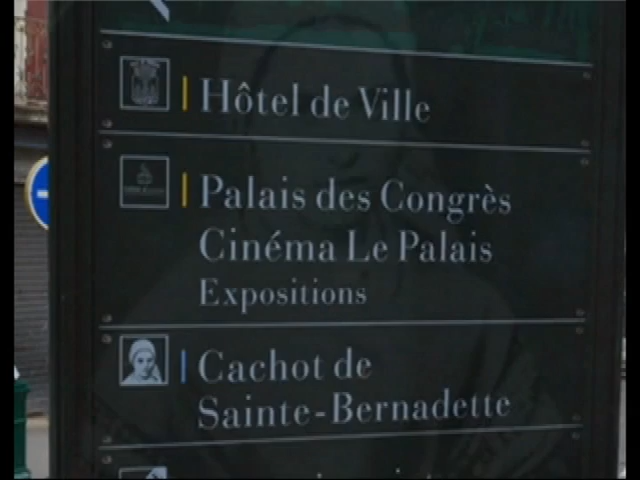 Hôtel de Ville
Palais des Congrès
Cinéma Le Palais
Expositions
Cachot de
Sainte-Bernadette